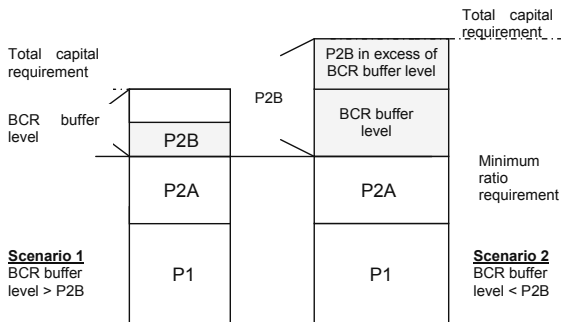 Total capital
requirement
Total capital
requirement
P2B in excess of
BCR buffer level
P2B
BCR buffer
level
BCR buffer
level
P2B
Minimum
ratio
requirement
P2A
P2A
Scenario 1
BCR buffer
level > P2B
P1
P1
Scenario 2
BCR buffer
level < P2B